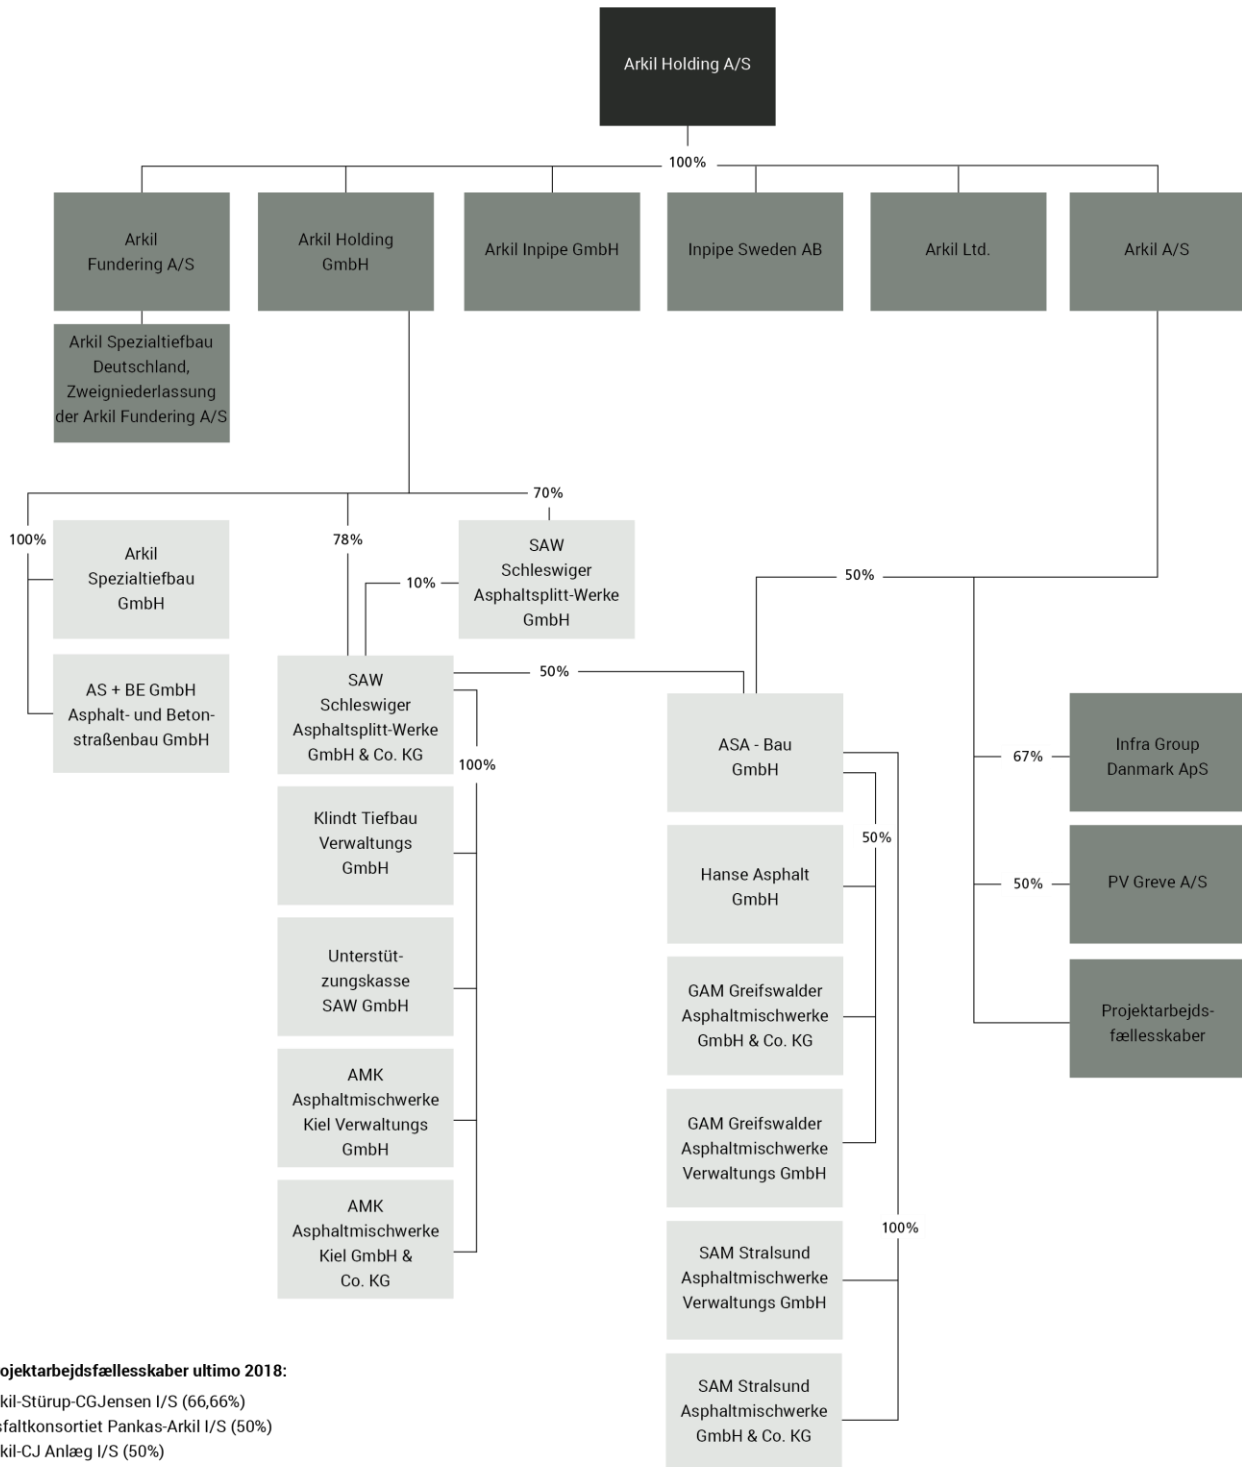 Arkil Holding A/S
100%
Arkil
Fundering A/S
Arkil Holding
GmbH
Arkil Inpipe GmbH
Inpipe Sweden AB
Arkil Ltd.
Arkil A/S
Arkil Spezialtiefbau
Deutschland,
Zweigniederlassung
der Arkil Fundering A/S
70%
100%
78%
Arkil
Spezialtiefbau
GmbH
SAW
Schleswiger
Asphaltsplitt-Werke
GmbH
10%
50%
AS + BE GmbH
Asphalt- und Beton-
straßenbau GmbH
SAW
Schleswiger
Asphaltsplitt-Werke
GmbH & Co. KG
50%
100%
ASA - Bau
GmbH
67%
Infra Group
Danmark ApS
Klindt Tiefbau
Verwaltungs
GmbH
50%
Hanse Asphalt
GmbH
50%
PV Greve A/S
Unterstüt-
zungskasse
SAW GmbH
GAM Greifswalder
Asphaltmischwerke
GmbH & Co. KG
Projektarbejds-
fællesskaber
AMK
Asphaltmischwerke
Kiel Verwaltungs
GmbH
GAM Greifswalder
Asphaltmischwerke
Verwaltungs GmbH
AMK
Asphaltmischwerke
Kiel GmbH &
Co. KG
100%
SAM Stralsund
Asphaltmischwerke
Verwaltungs GmbH
SAM Stralsund
Asphaltmischwerke
GmbH & Co. KG
ojektarbejdsfællesskaber ultimo 2018:
kil-Stürup-CGJensen I/S (66,66%)
sfaltkonsortiet Pankas-Arkil I/S (50%)
kil-CJ Anlæg I/S (50%)